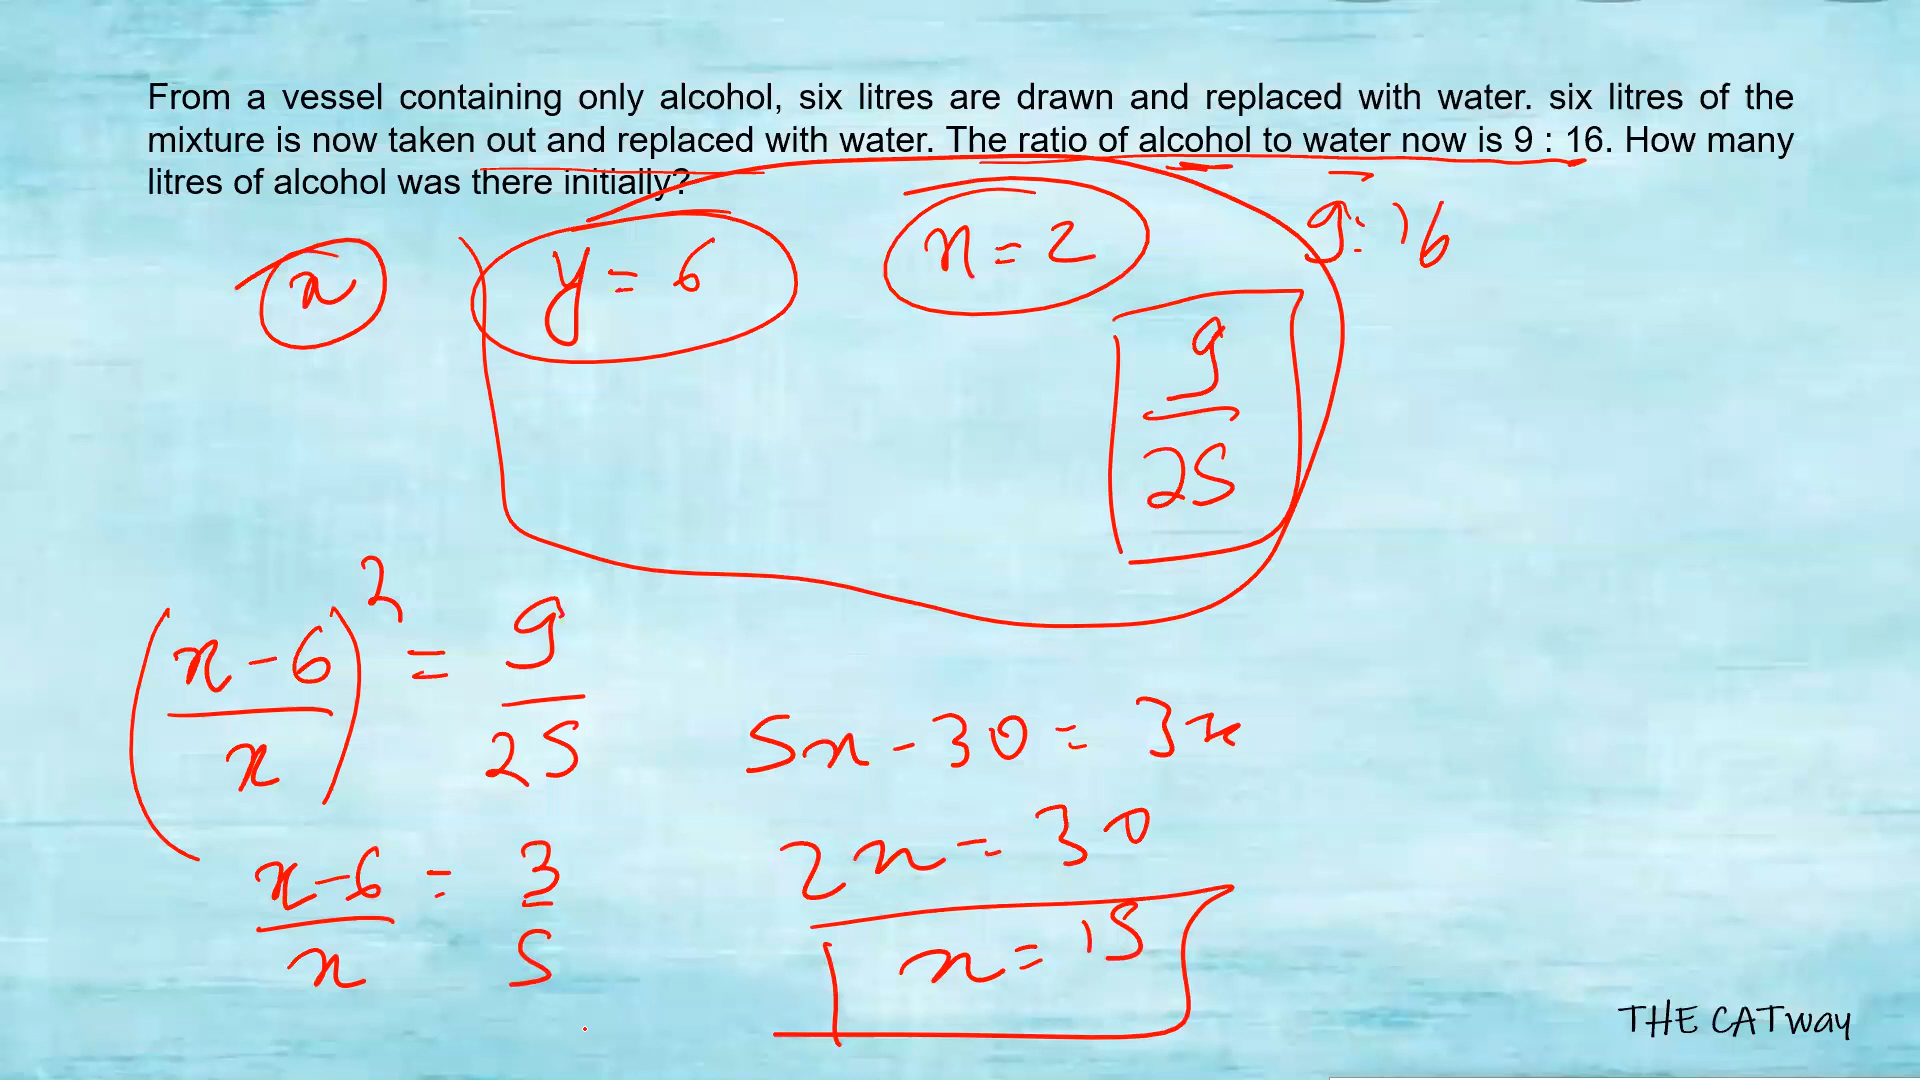 From a vessel containing only alcohol, six litres are drawn and replaced with water. six litres of the
mixture is now taken out and replaced with water. The ratio of alcohol to water now is 9 : 16. How many
litres of alcohol was there initially?
x
y = 6
n = 2
9 : 16
9
25
(x-6/x)^2 = 9/25
x-6/x = 3/5
5x - 30 = 3x
2x = 30
x = 15
THE CATway